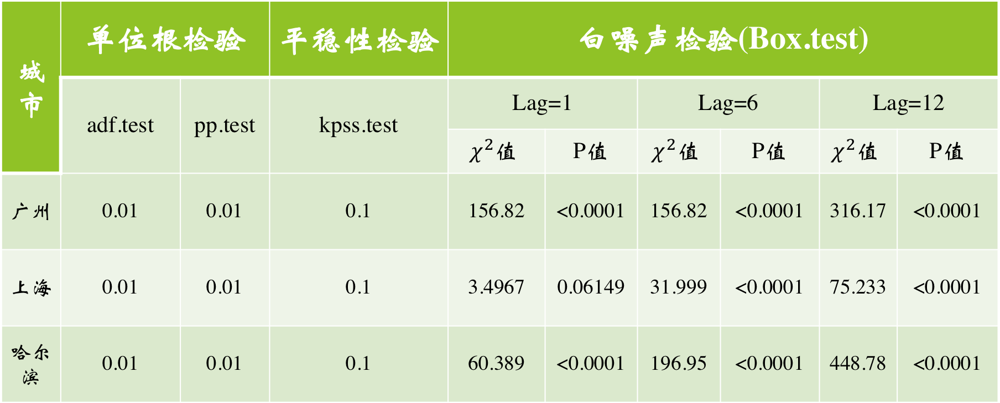 城市
单位根检验
平稳性检验
白噪声检验(Box.test)
adf.test
pp.test
kpss.test
Lag=1
Lag=6
Lag=12
χ²值
P值
χ²值
P值
χ²值
P值
广州
0.01
0.01
0.1
156.82
<0.0001
156.82
<0.0001
316.17
<0.0001
上海
0.01
0.01
0.1
3.4967
0.06149
31.999
<0.0001
75.233
<0.0001
哈尔
滨
0.01
0.01
0.1
60.389
<0.0001
196.95
<0.0001
448.78
<0.0001